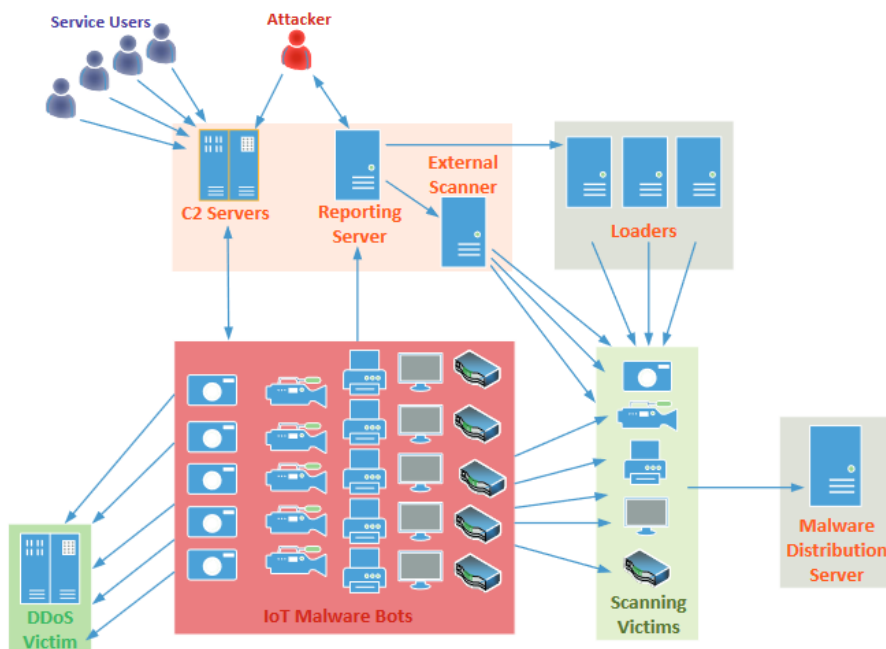 Service Users
Attacker
C2 Servers
Reporting
Server
External
Scanner
Loaders
IoT Malware Bots
DDoS
Victim
Scanning
Victims
Malware
Distribution
Server